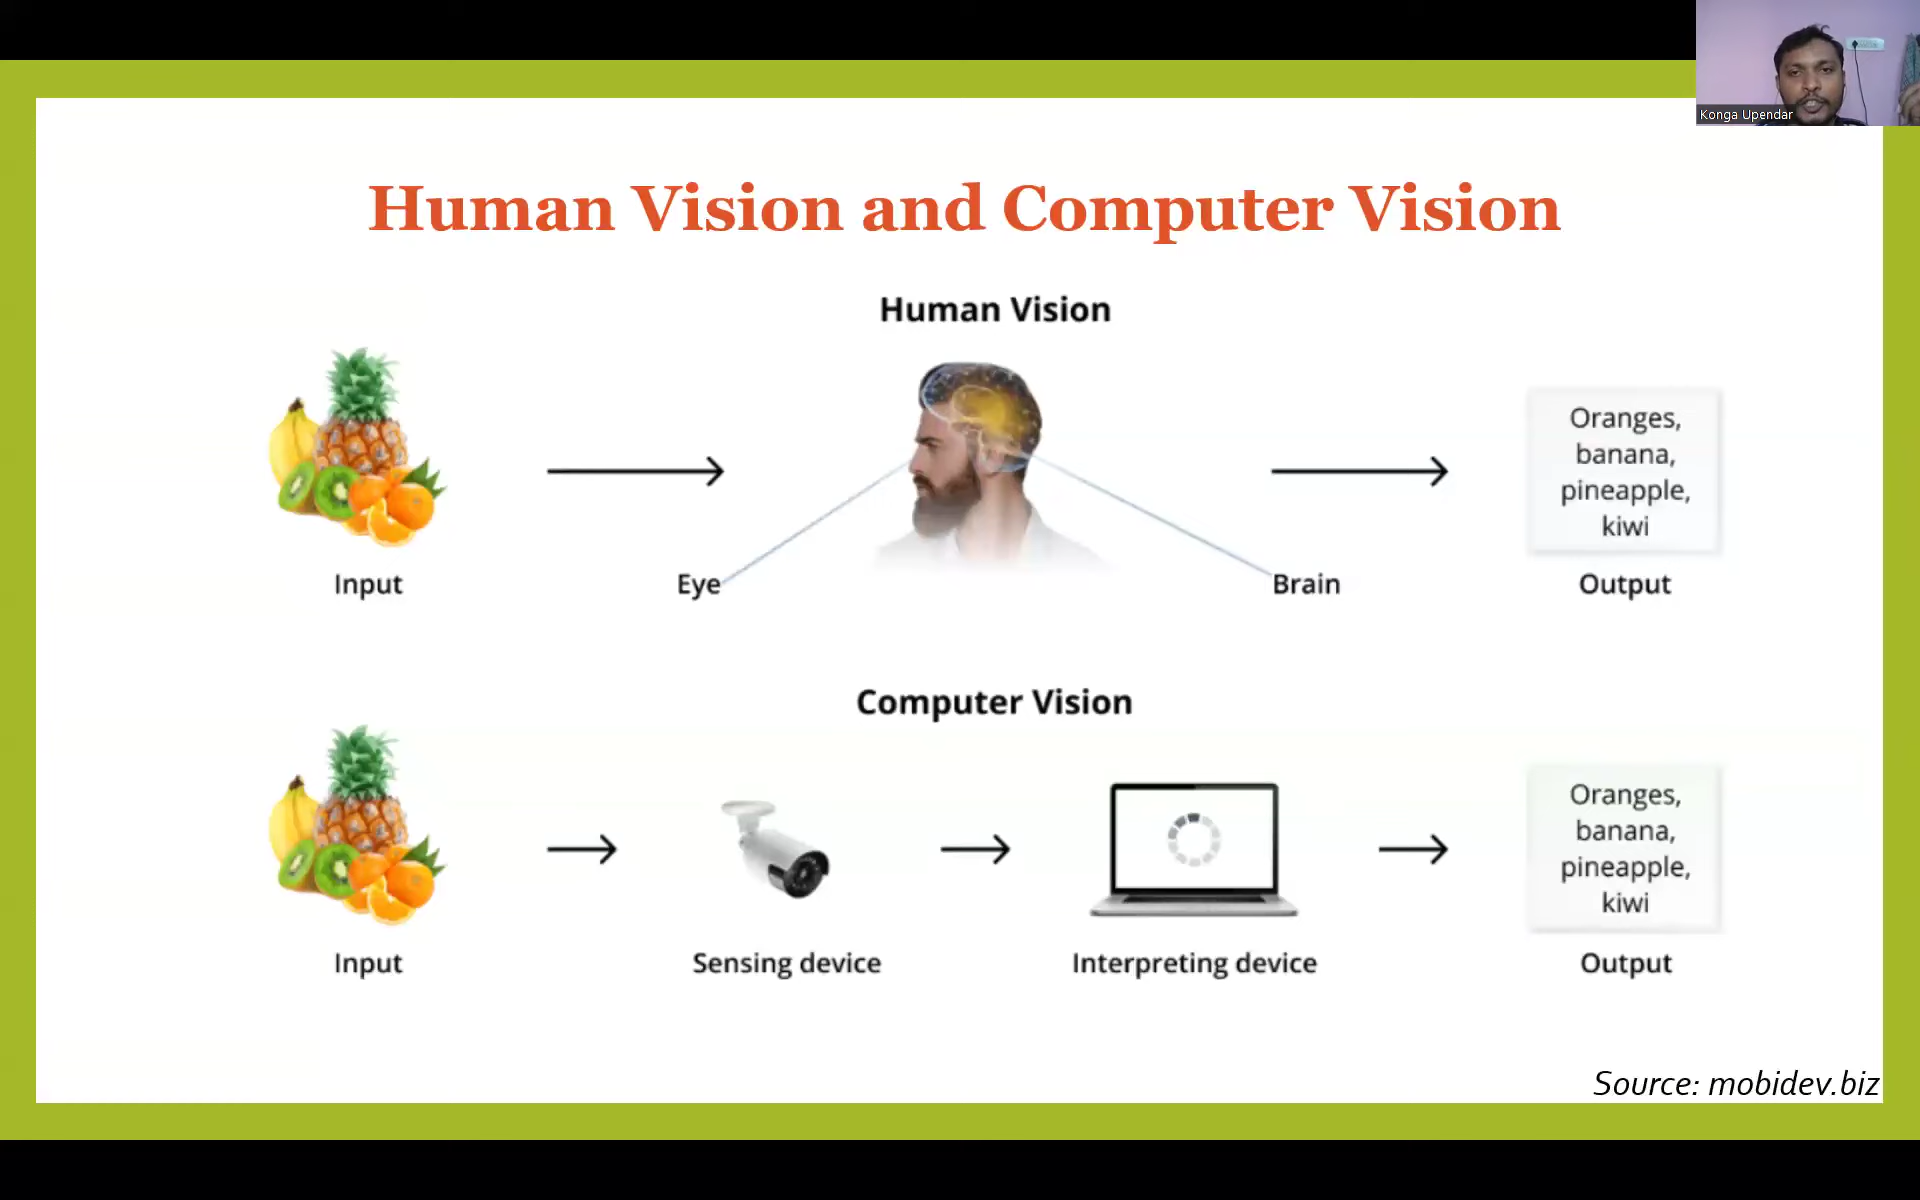 Konga Upendar
Human Vision and Computer Vision
Human Vision
Oranges,
banana,
pineapple,
kiwi
Input
Eye
Brain
Output
Computer Vision
Oranges,
banana,
pineapple,
kiwi
Input
Sensing device
Interpreting device
Output
Source: mobidev.biz